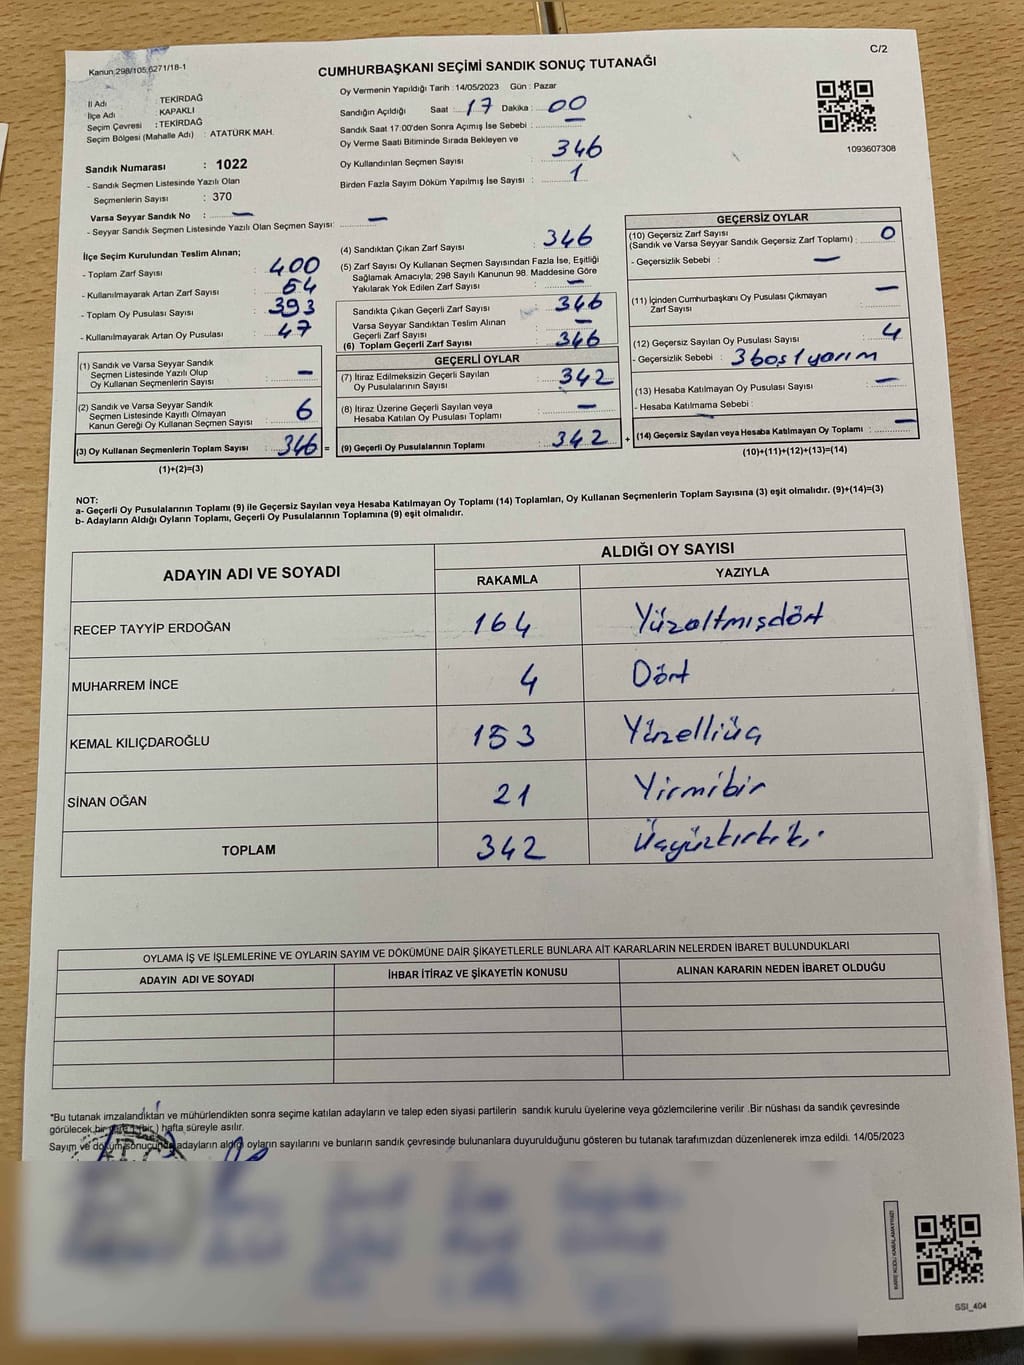 Kanun 298/105,6271/18-1
C/2
CUMHURBAŞKANI SEÇİMİ SANDIK SONUÇ TUTANAĞI
İl Adı : TEKİRDAĞ
İlçe Adı : KAPAKLI
Seçim Çevresi : TEKİRDAĞ
Seçim Bölgesi (Mahalle Adı) : ATATÜRK MAH.
Sandık Numarası : 1022
- Sandık Seçmen Listesinde Yazılı Olan
Seçmenlerin Sayısı : 370
Varsa Seyyar Sandık No : —
- Seyyar Sandık Seçmen Listesinde Yazılı Olan Seçmen Sayısı: —
Oy Vermenin Yapıldığı Tarih : 14/05/2023 Gün : Pazar
Sandığın Açıldığı Saat : 17 Dakika : 00
Sandık Saat 17:00'den Sonra Açımış İse Sebebi : —
Oy Verme Saati Bitiminde Sırada Bekleyen ve
Oy Kullandırılan Seçmen Sayısı 346
Birden Fazla Sayım Döküm Yapılmış İse Sayısı : 1
1093607308
İlçe Seçim Kurulundan Teslim Alınan;
- Toplam Zarf Sayısı : 400
- Kullanılmayarak Artan Zarf Sayısı : 54
- Toplam Oy Pusulası Sayısı : 393
- Kullanılmayarak Artan Oy Pusulası : 47
(1) Sandık ve Varsa Seyyar Sandık
Seçmen Listesinde Yazılı Olup
Oy Kullanan Seçmenlerin Sayısı : —
(2) Sandık ve Varsa Seyyar Sandık
Seçmen Listesinde Kayıtlı Olmayan
Kanun Gereği Oy Kullanan Seçmen Sayısı : 6
(3) Oy Kullanan Seçmenlerin Toplam Sayısı : 346 =
(1)+(2)=(3)
(4) Sandıktan Çıkan Zarf Sayısı : 346
(5) Zarf Sayısı Oy Kullanan Seçmen Sayısından Fazla İse, Eşitliği
Sağlamak Amacıyla; 298 Sayılı Kanunun 98. Maddesine Göre
Yakılarak Yok Edilen Zarf Sayısı : —
Sandıkta Çıkan Geçerli Zarf Sayısı : 346
Varsa Seyyar Sandıktan Teslim Alınan
Geçerli Zarf Sayısı : —
(6) Toplam Geçerli Zarf Sayısı : 346
GEÇERLİ OYLAR
(7) İtiraz Edilmeksizin Geçerli Sayılan
Oy Pusulalarının Sayısı : 342
(8) İtiraz Üzerine Geçerli Sayılan veya
Hesaba Katılan Oy Pusulası Toplamı : —
(9) Geçerli Oy Pusulalarının Toplamı : 342 +
GEÇERSİZ OYLAR
(10) Geçersiz Zarf Sayısı
(Sandık ve Varsa Seyyar Sandık Geçersiz Zarf Toplamı) : 0
- Geçersizlik Sebebi : —
(11) İçinden Cumhurbaşkanı Oy Pusulası Çıkmayan
Zarf Sayısı : —
(12) Geçersiz Sayılan Oy Pusulası Sayısı : 4
- Geçersizlik Sebebi : 3 boş 1 yarım
(13) Hesaba Katılmayan Oy Pusulası Sayısı : —
- Hesaba Katılmama Sebebi : —
(14) Geçersiz Sayılan veya Hesaba Katılmayan Oy Toplamı : —
(10)+(11)+(12)+(13)=(14)
NOT:
a- Geçerli Oy Pusulalarının Toplamı (9) ile Geçersiz Sayılan veya Hesaba Katılmayan Oy Toplamı (14) Toplamları, Oy Kullanan Seçmenlerin Toplam Sayısına (3) eşit olmalıdır. (9)+(14)=(3)
b- Adayların Aldığı Oyların Toplamı, Geçerli Oy Pusulalarının Toplamına (9) eşit olmalıdır.
ADAYIN ADI VE SOYADI ALDIĞI OY SAYISI
RAKAMLA YAZIYLA
RECEP TAYYİP ERDOĞAN 164 Yüzaltmışdört
MUHARREM İNCE 4 Dört
KEMAL KILIÇDAROĞLU 153 Yüzelliüç
SİNAN OĞAN 21 Yirmibir
TOPLAM 342 Üçyüzkırkiki
OYLAMA İŞ VE İŞLEMLERİNE VE OYLARIN SAYIM VE DÖKÜMÜNE DAİR ŞİKAYETLERLE BUNLARA AİT KARARLARIN NELERDEN İBARET BULUNDUKLARI
ADAYIN ADI VE SOYADI İHBAR İTİRAZ VE ŞİKAYETİN KONUSU ALINAN KARARIN NEDEN İBARET OLDUĞU
*Bu tutanak imzalandıktan ve mühürlendikten sonra seçime katılan adayların ve talep eden siyasi partilerin sandık kurulu üyelerine veya gözlemcilerine verilir .Bir nüshası da sandık çevresinde
görülecek bir hafta süreyle asılır.
Sayım ve döküm sonucunda adayların aldığı oyların sayılarını ve bunların sandık çevresinde bulunanlara duyurulduğunu gösteren bu tutanak tarafımızdan düzenlenerek imza edildi. 14/05/2023
SSI_404